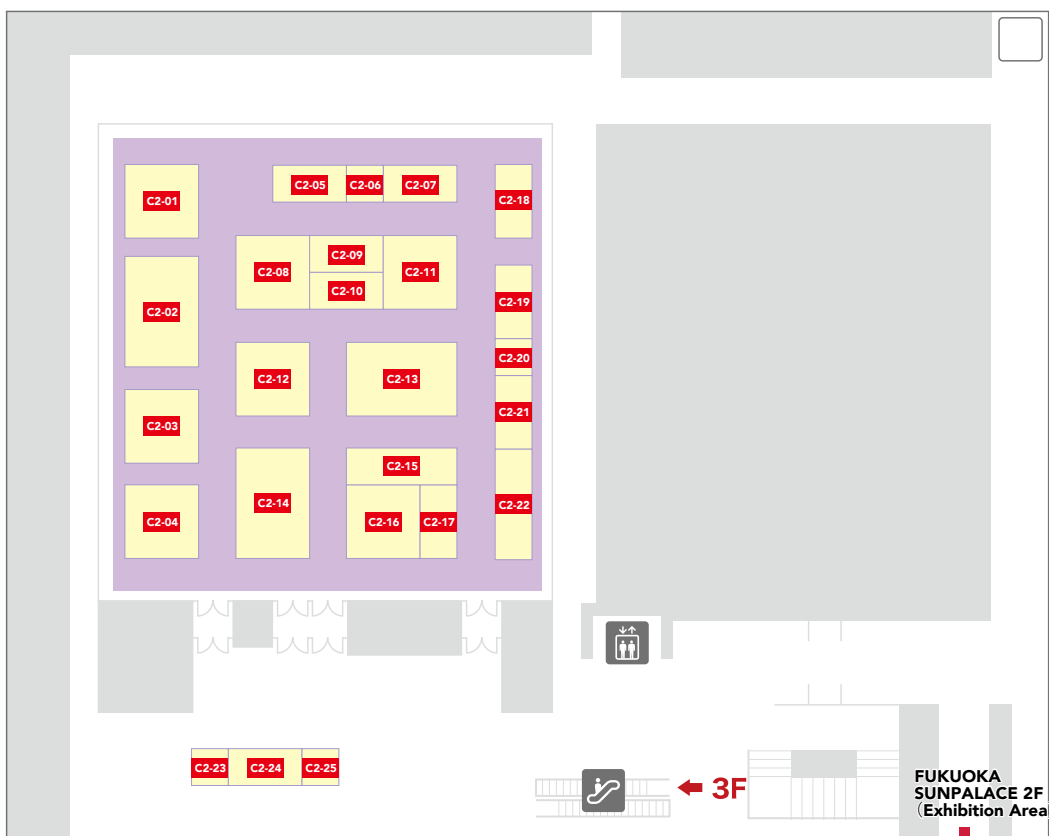 C2-01
C2-05
C2-06
C2-07
C2-18
C2-08
C2-09
C2-10
C2-11
C2-02
C2-19
C2-20
C2-12
C2-13
C2-21
C2-03
C2-15
C2-14
C2-16
C2-17
C2-22
C2-04
C2-23
C2-24
C2-25
3F
FUKUOKA
SUNPALACE 2F
（Exhibition Area